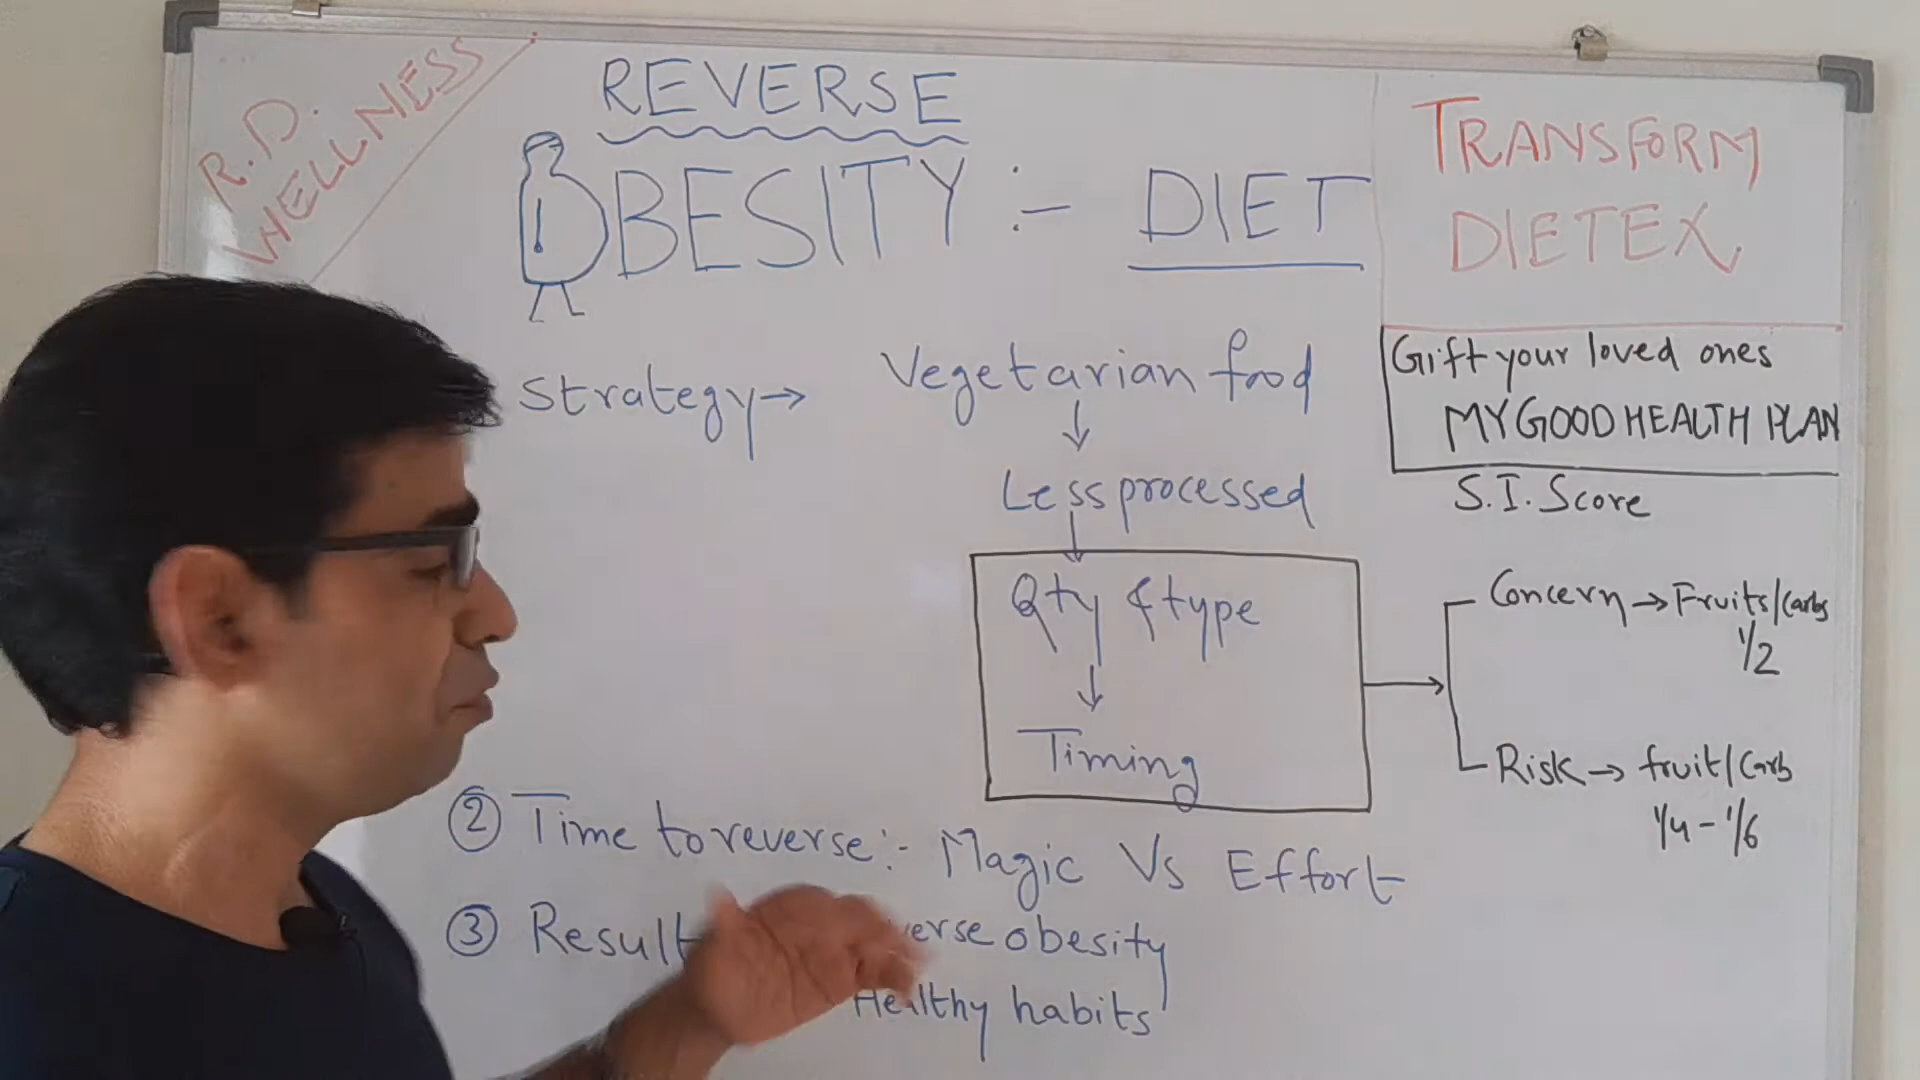 R.D.
WELLNESS
REVERSE
OBESITY :- DIET
TRANSFORM
DIETEX
Gift your loved ones
MY GOOD HEALTH PLAN
S.I. Score
Strategy → Vegetarian food
↓
Less processed
↓
Qty & type
↓
Timing
Concern → Fruits/Carbs
1/2
Risk → fruit/Carb
1/4 - 1/6
② Time to reverse :- Magic Vs Effort
③ Result obesity
Healthy habits